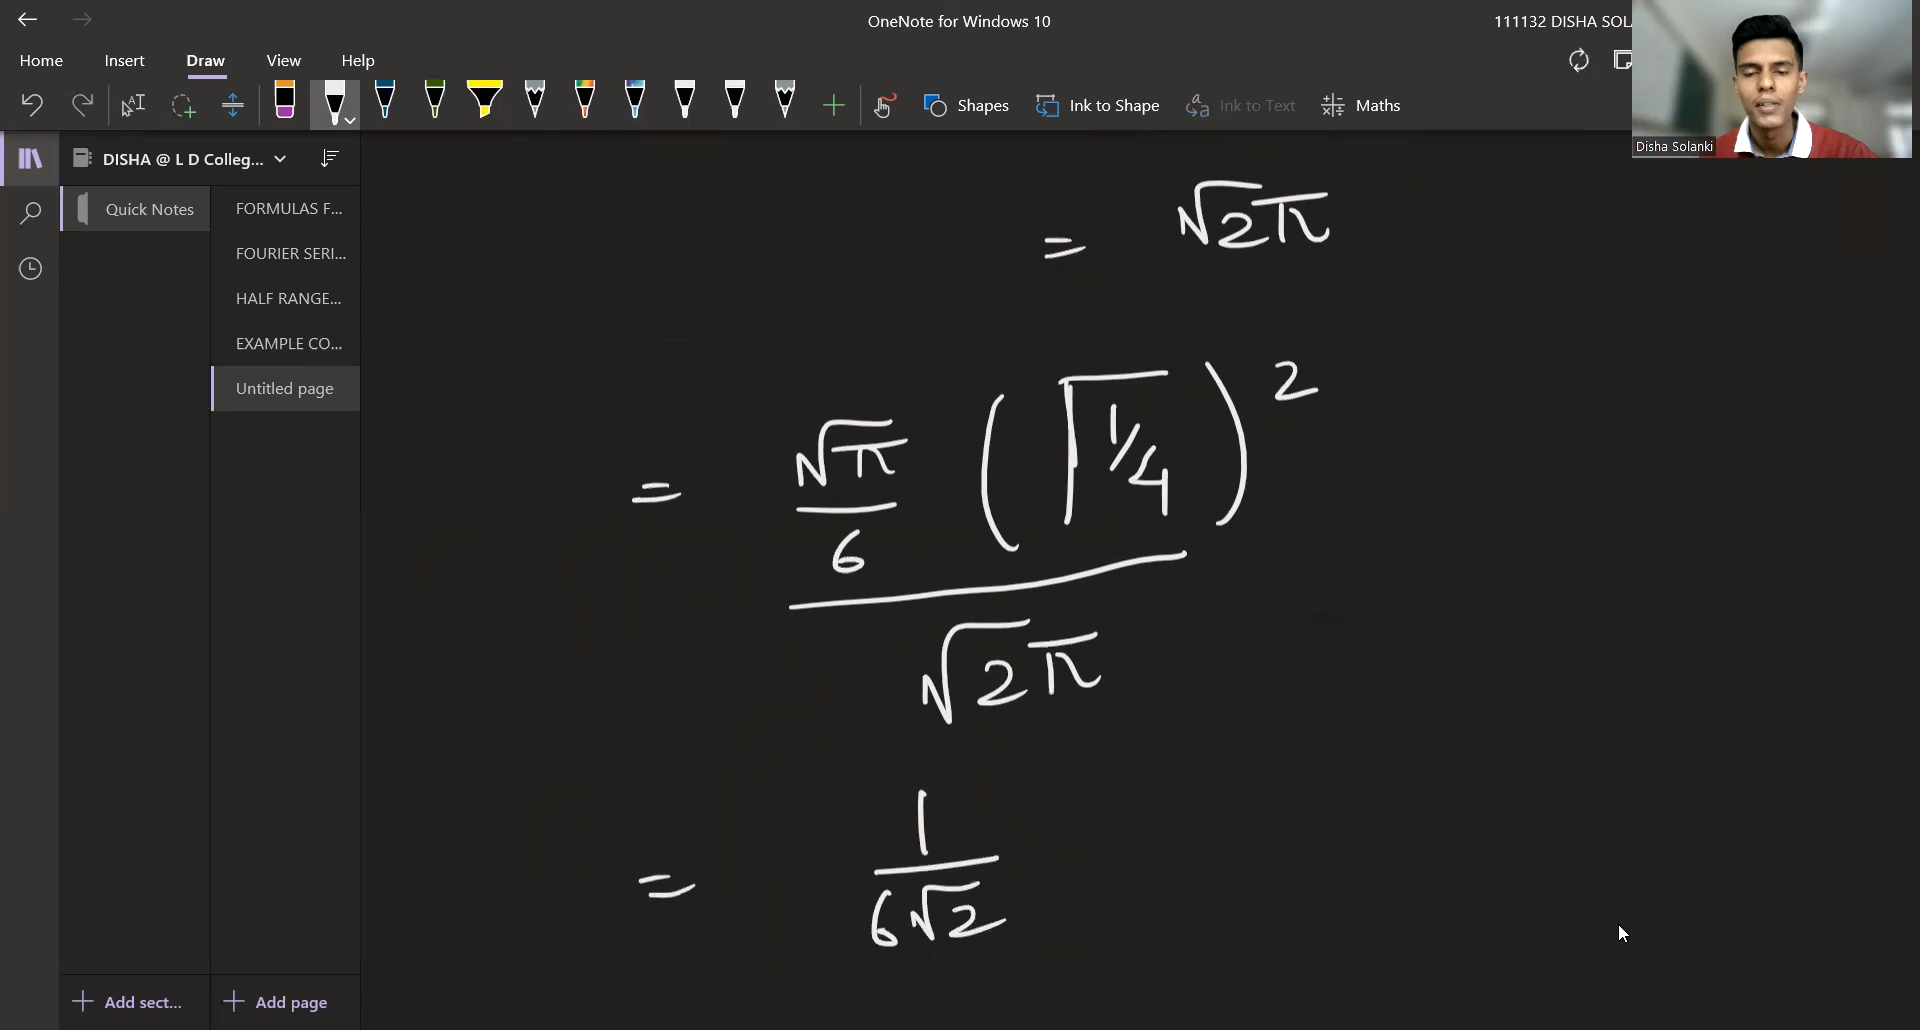 OneNote for Windows 10
111132 DISHA SOL
Home Insert Draw View Help
Shapes Ink to Shape Ink to Text Maths
Disha Solanki
DISHA @ L D Colleg...
Quick Notes
FORMULAS F...
FOURIER SERI...
HALF RANGE...
EXAMPLE CO...
Untitled page
= √2π
= √π/6 (Γ1/4)²
√2π
= 1
6√2
+ Add sect...
+ Add page